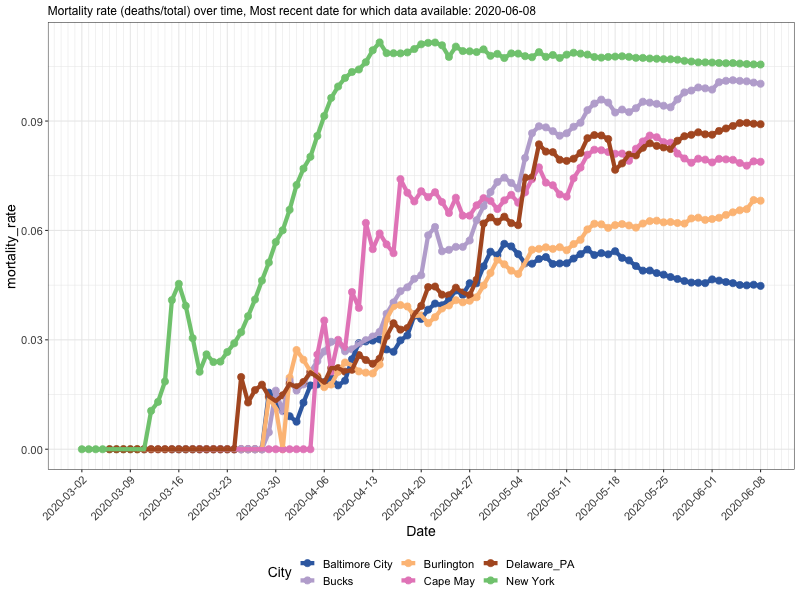 Mortality rate (deaths/total) over time, Most recent date for which data available: 2020-06-08
mortality_rate
0.09
0.06
0.03
0.00
2020-03-02
2020-03-09
2020-03-16
2020-03-23
2020-03-30
2020-04-06
2020-04-13
2020-04-20
2020-04-27
2020-05-04
2020-05-11
2020-05-18
2020-05-25
2020-06-01
2020-06-08
Date
City
Baltimore City
Burlington
Delaware_PA
Bucks
Cape May
New York